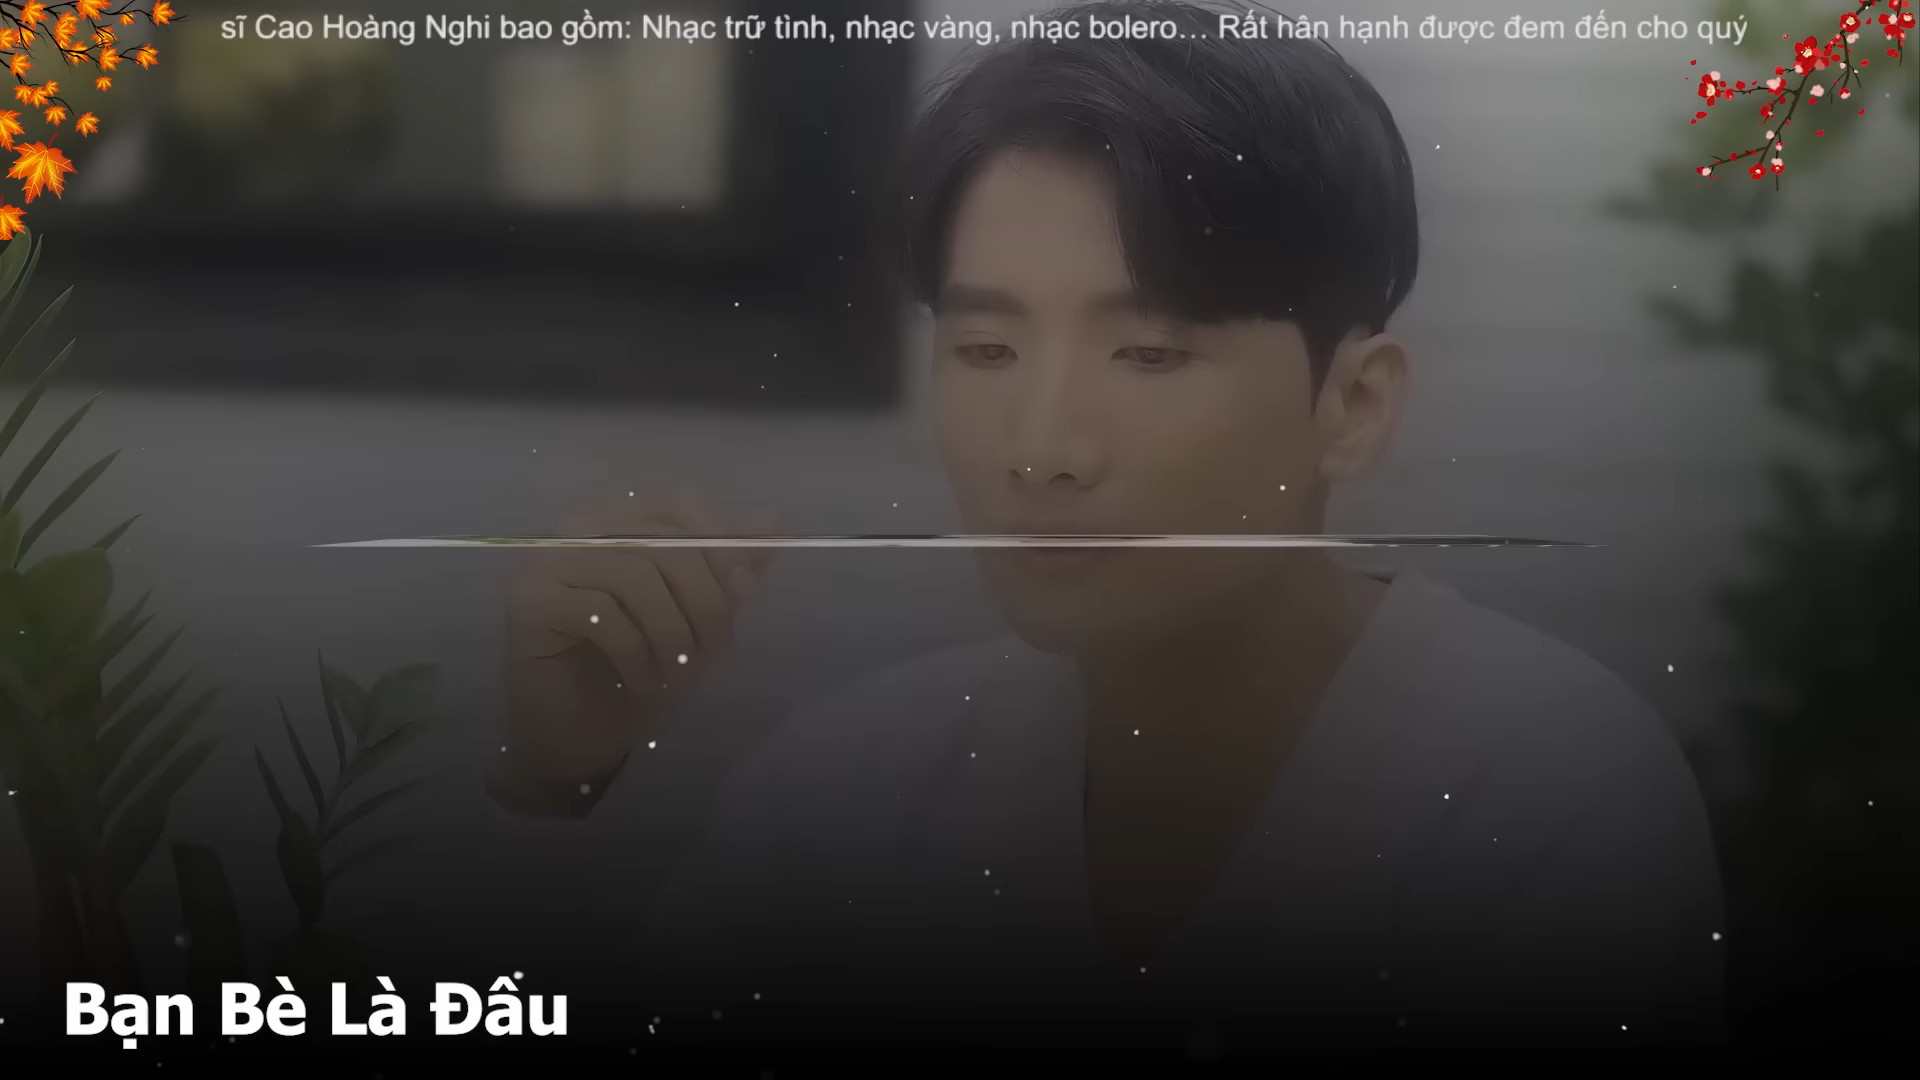 sĩ Cao Hoàng Nghi bao gồm: Nhạc trữ tình, nhạc vàng, nhạc bolero... Rất hân hạnh được đem đến cho quý
Bạn Bè Là Đấu